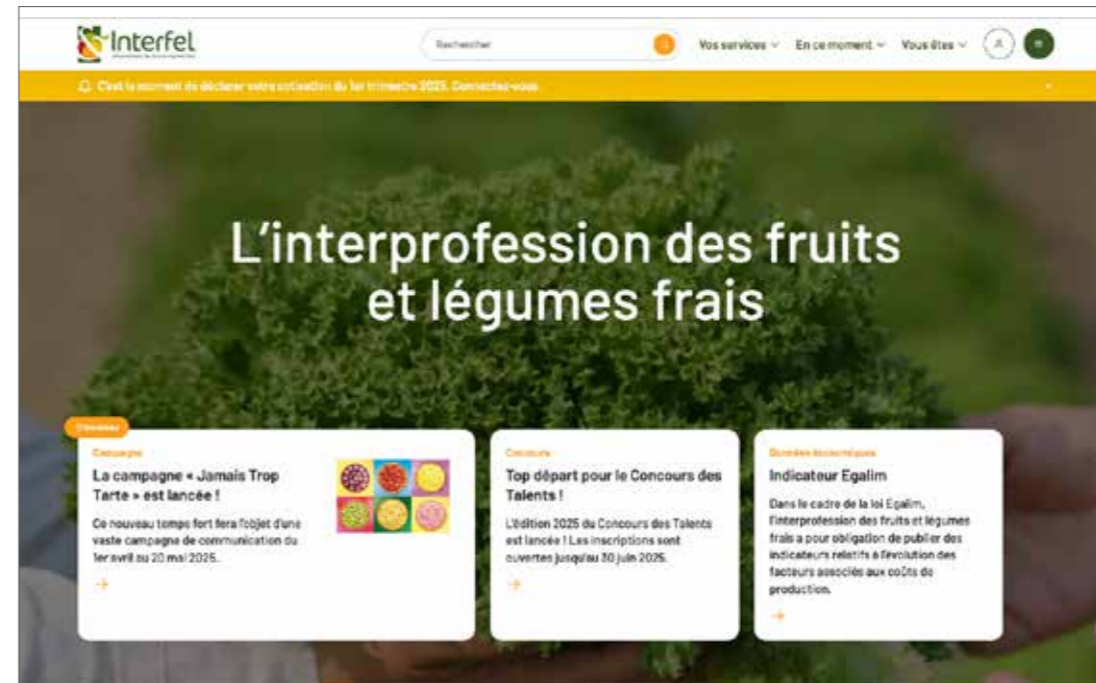 Interfel
Rechercher
Vos services
En ce moment
Vous êtes
C'est le moment de déclarer votre cotisation du 1er trimestre 2025. Connectez-vous.
L'interprofession des fruits
et légumes frais
Campagne
La campagne « Jamais Trop
Tarte » est lancée !
Ce nouveau temps fort fera l'objet d'une
vaste campagne de communication du
1er avril au 20 mai 2025.
Concours
Top départ pour le Concours des
Talents !
L'édition 2025 du Concours des Talents
est lancée ! Les inscriptions sont
ouvertes jusqu'au 30 juin 2025.
Données économiques
Indicateur Egalim
Dans le cadre de la loi Egalim,
l'interprofession des fruits et légumes
frais a pour obligation de publier des
indicateurs relatifs à l'évolution des
facteurs associés aux coûts de
production.